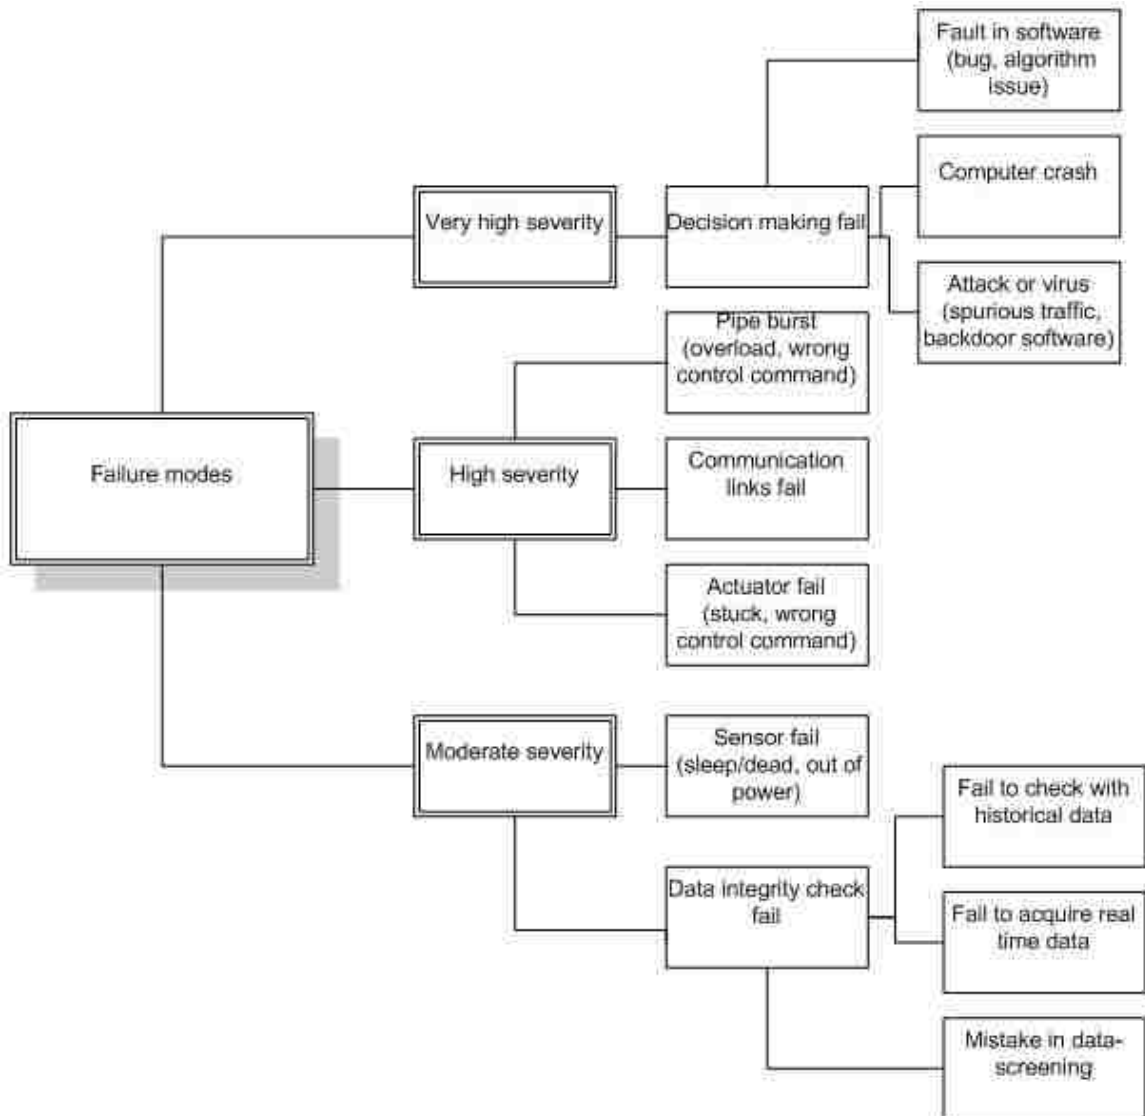 Fault in software
(bug, algorithm
issue)
Computer crash
Very high severity
Decision making fail
Attack or virus
(spurious traffic,
backdoor software)
Pipe burst
(overload, wrong
control command)
Failure modes
High severity
Communication
links fail
Actuator fail
(stuck, wrong
control command)
Moderate severity
Sensor fail
(sleep/dead, out of
power)
Fail to check with
historical data
Data integrity check
fail
Fail to acquire real
time data
Mistake in data-
screening